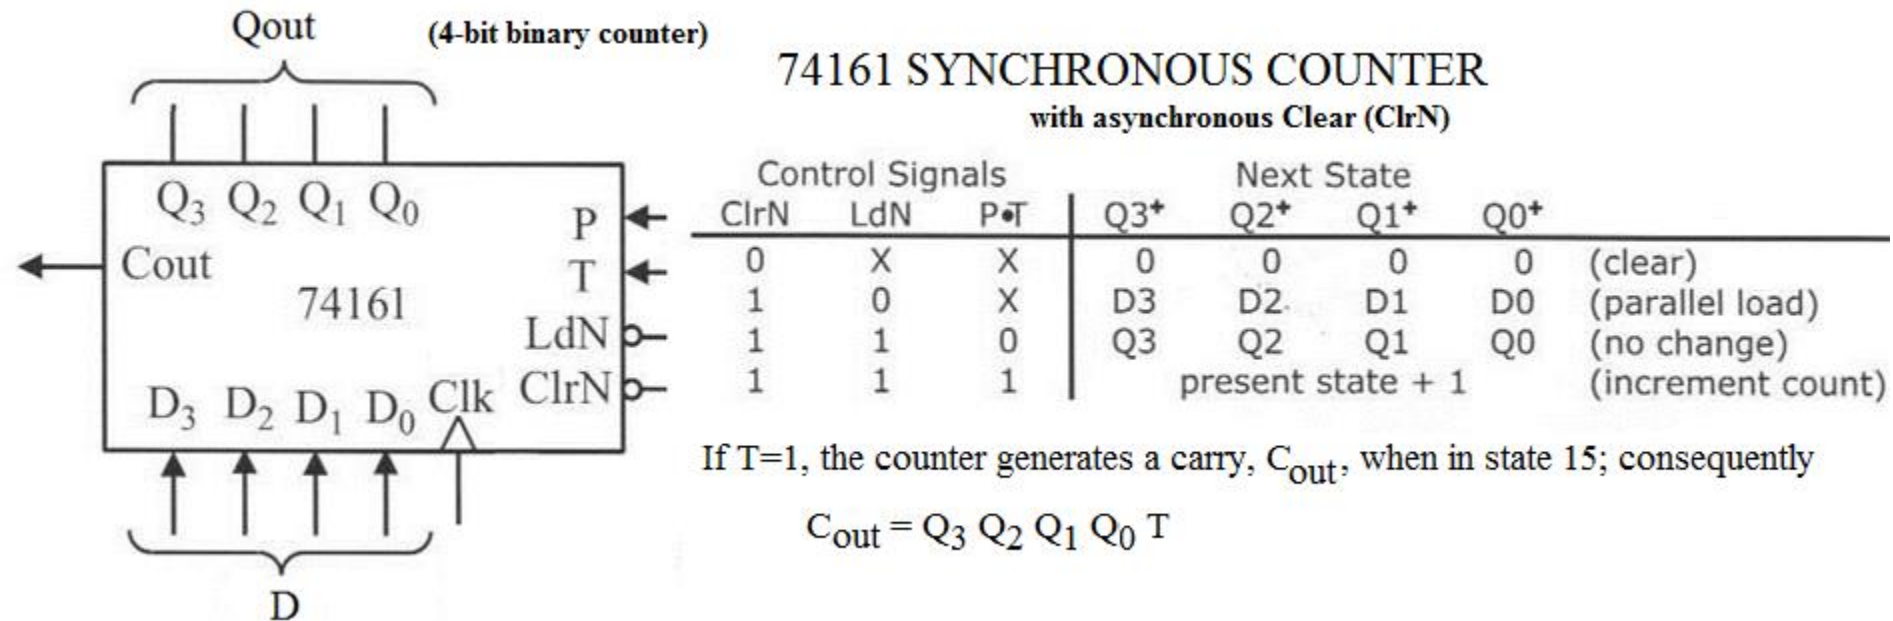 Qout
(4-bit binary counter)
74161 SYNCHRONOUS COUNTER
with asynchronous Clear (ClrN)
Q3 Q2 Q1 Q0
Cout
74161
P
T
LdN
ClrN
D3 D2 D1 D0 Clk
D
Control Signals Next State
ClrN LdN P•T Q3+ Q2+ Q1+ Q0+
0 X X 0 0 0 0 (clear)
1 0 X D3 D2 D1 D0 (parallel load)
1 1 0 Q3 Q2 Q1 Q0 (no change)
1 1 1 present state + 1 (increment count)
If T=1, the counter generates a carry, Cout, when in state 15; consequently
Cout = Q3 Q2 Q1 Q0 T